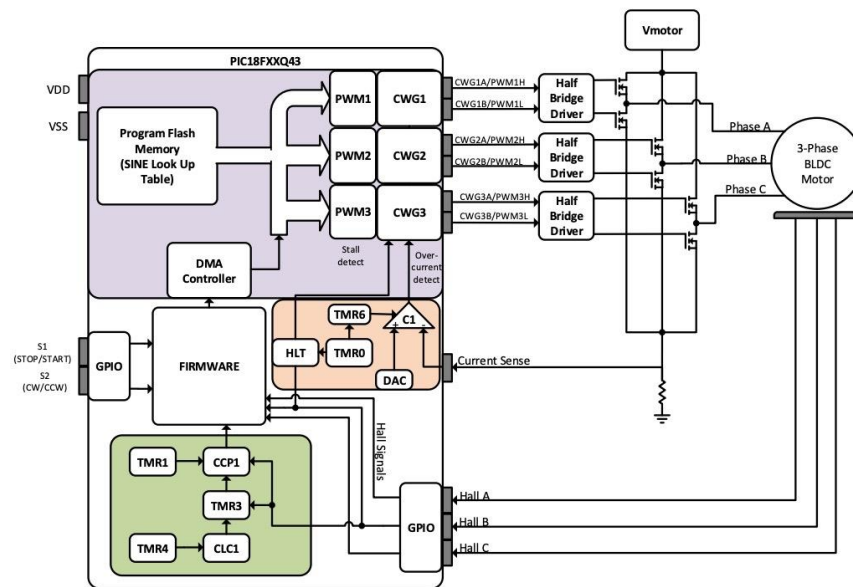 Vmotor
PIC18FXXQ43
VDD
VSS
Program Flash
Memory
(SINE Look Up
Table)
PWM1
CWG1
CWG1A/PWM1H
CWG1B/PWM1L
Half
Bridge
Driver
Phase A
PWM2
CWG2
CWG2A/PWM2H
CWG2B/PWM2L
Half
Bridge
Driver
Phase B
3-Phase
BLDC
Motor
PWM3
CWG3
CWG3A/PWM3H
CWG3B/PWM3L
Half
Bridge
Driver
Phase C
Stall
detect
Over-
current
detect
DMA
Controller
TMR6
C1
+
-
HLT
TMR0
DAC
Current Sense
S1
(STOP/START)
S2
(CW/CCW)
GPIO
FIRMWARE
Hall Signals
TMR1
CCP1
TMR3
TMR4
CLC1
GPIO
Hall A
Hall B
Hall C